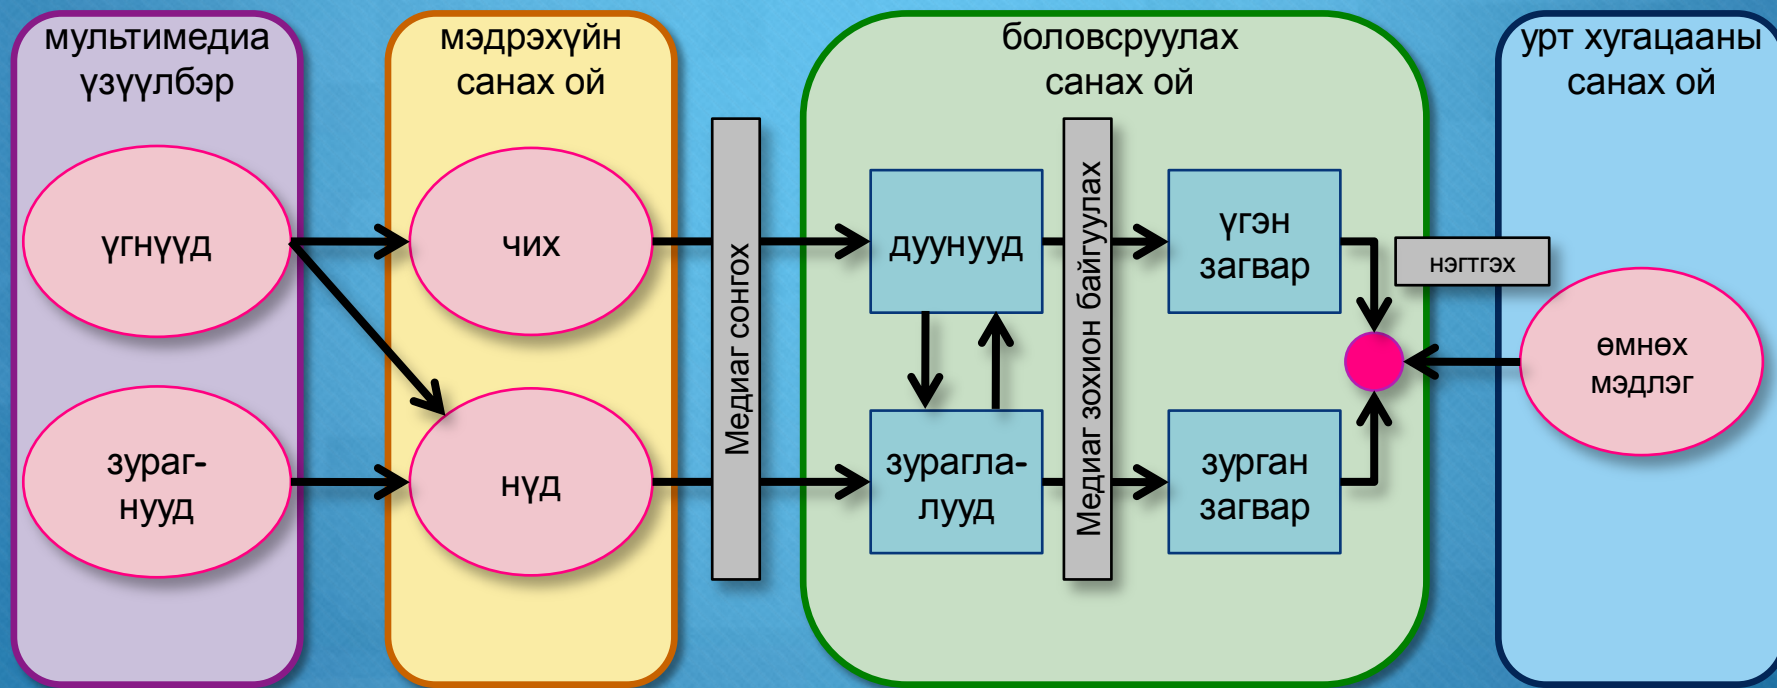 мультимедиа
үзүүлбэр
мэдрэхүйн
санах ой
боловсруулах
санах ой
урт хугацааны
санах ой
үгнүүд
чих
Медиаг сонгох
дуунууд
Медиаг зохион байгуулах
үгэн
загвар
нэгтгэх
өмнөх
мэдлэг
зураг-
нууд
нүд
зурагла-
лууд
зурган
загвар